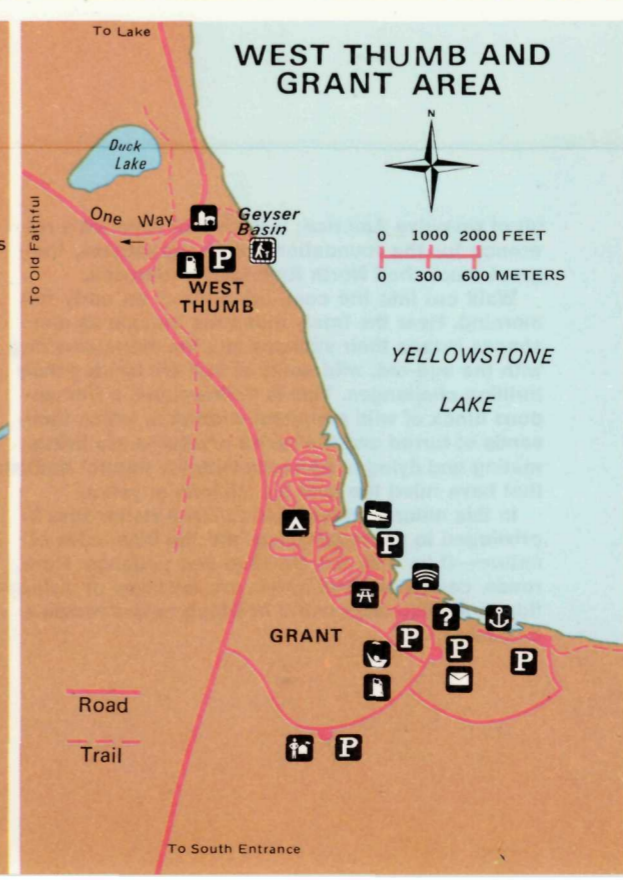 To Lake
WEST THUMB AND
GRANT AREA
N
Duck
Lake
To Old Faithful
One Way
Geyser
Basin
P
WEST
THUMB
0 1000 2000 FEET
0 300 600 METERS
YELLOWSTONE
LAKE
P
?
GRANT
P
P
P
Road
P
Trail
To South Entrance
s